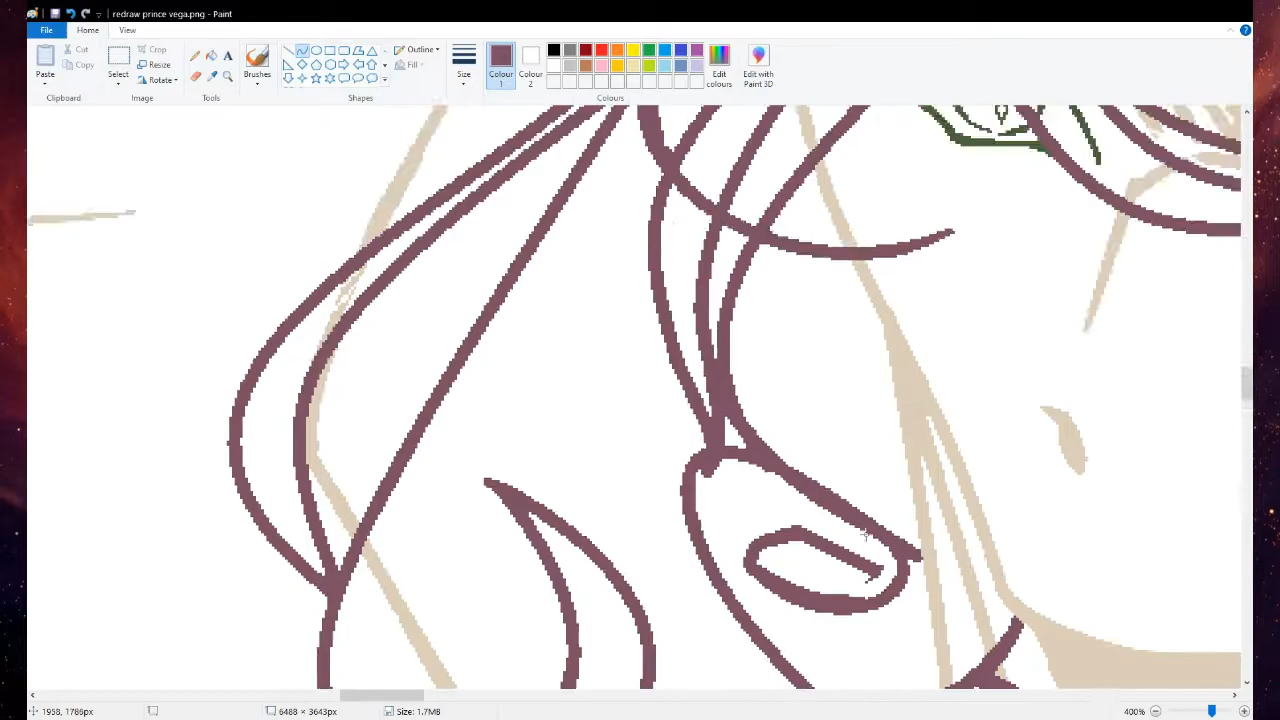 redraw prince vega.png - Paint
File Home View
Paste
Cut
Copy
Clipboard
Select
Crop
Resize
Rotate
Image
Tools
Brushes
Outline
Fill
Shapes
Size
Colour 1
Colour 2
Edit colours
Edit with Paint 3D
Colours
1958, 1786px
6488 × 3643px
Size: 1.7MB
400%